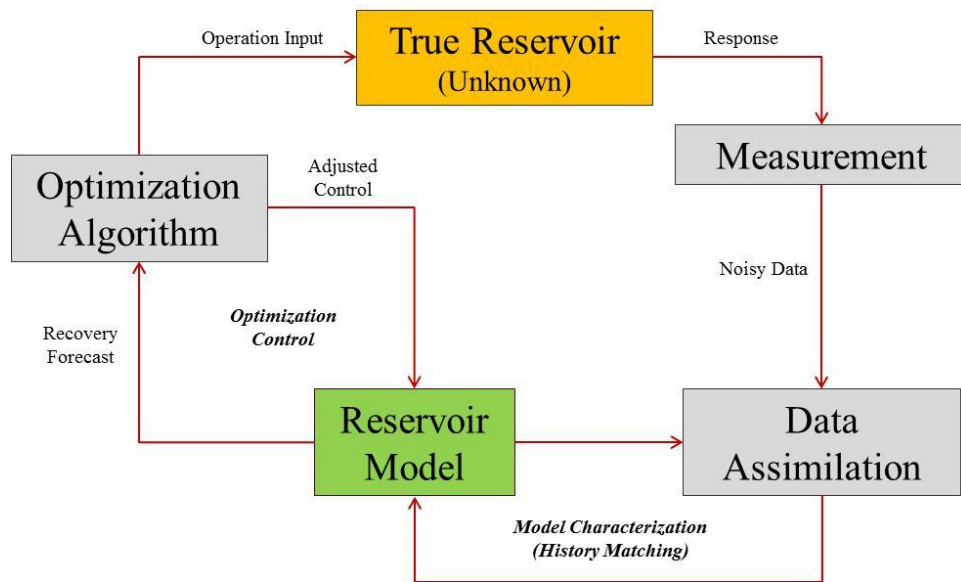 Operation Input
True Reservoir
(Unknown)
Response
Measurement
Optimization
Algorithm
Adjusted
Control
Noisy Data
Optimization
Control
Recovery
Forecast
Reservoir
Model
Data
Assimilation
Model Characterization
(History Matching)